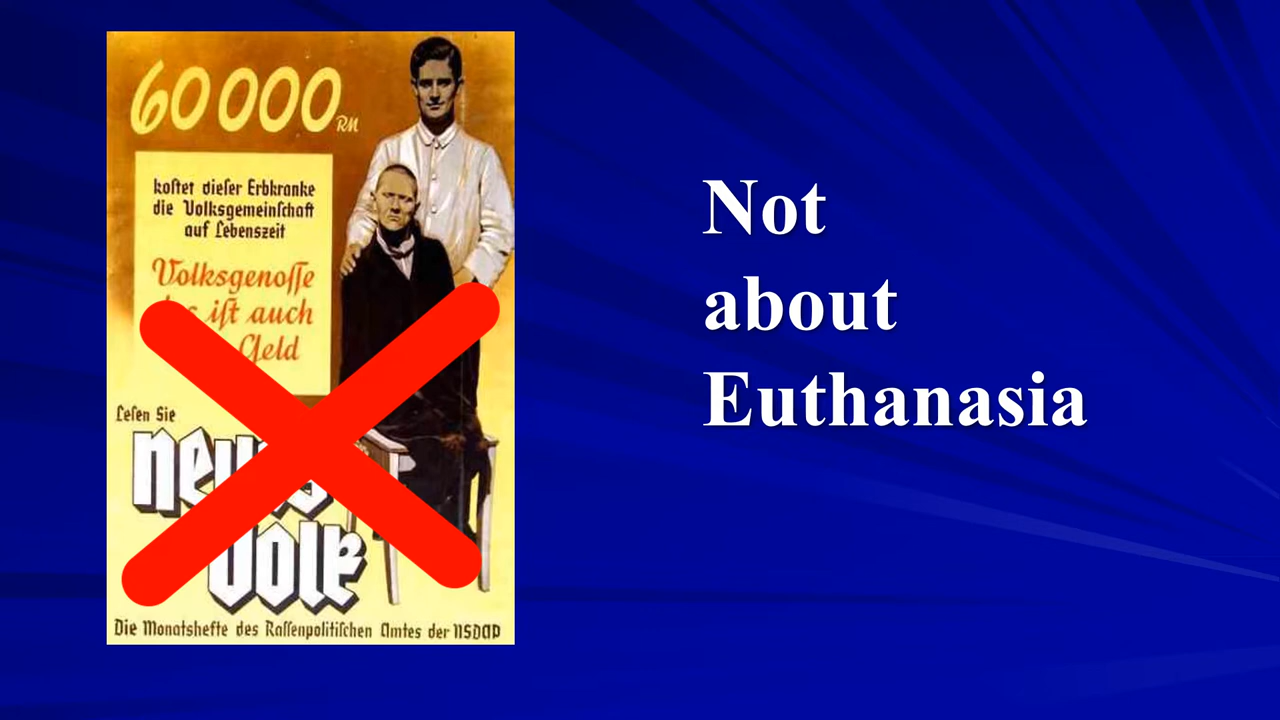 60000 RM
kostet dieser Erbkranke
die Volksgemeinschaft
auf Lebenszeit
Volksgenosse
ist auch
Geld
Lesen Sie
Volk
Die Monatshefte des Rassenpolitischen Amtes der NSDAP
Not
about
Euthanasia